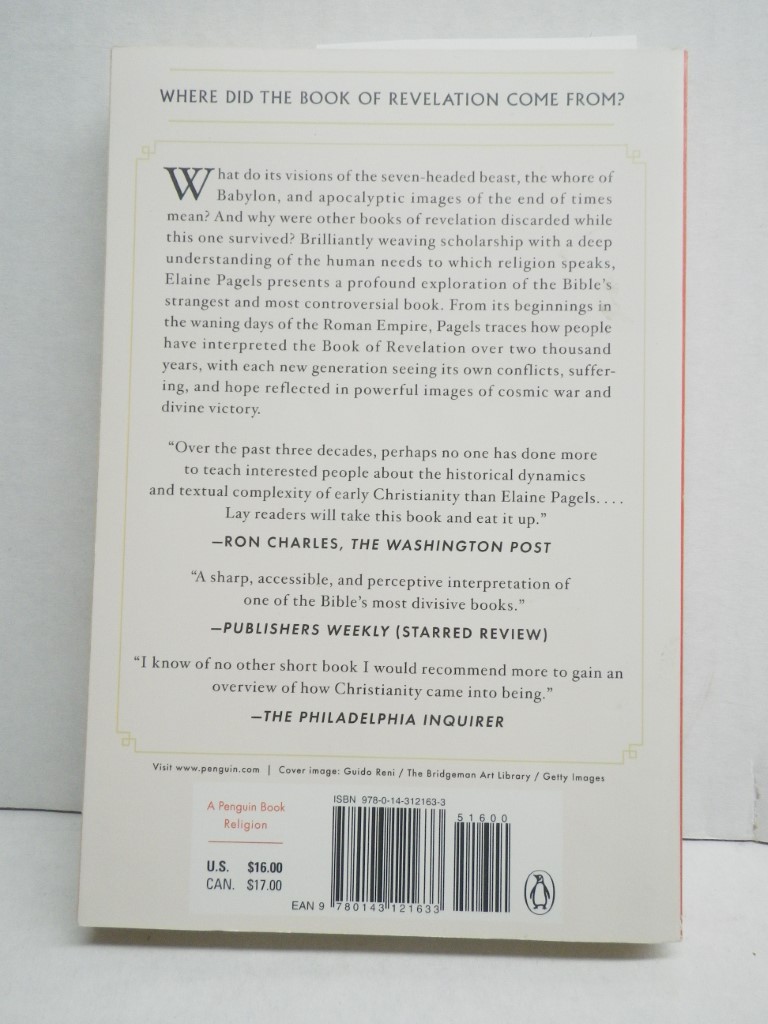 WHERE DID THE BOOK OF REVELATION COME FROM?
What do its visions of the seven-headed beast, the whore of
Babylon, and apocalyptic images of the end of times
mean? And why were other books of revelation discarded while
this one survived? Brilliantly weaving scholarship with a deep
understanding of the human needs to which religion speaks,
Elaine Pagels presents a profound exploration of the Bible's
strangest and most controversial book. From its beginnings in
the waning days of the Roman Empire, Pagels traces how people
have interpreted the Book of Revelation over two thousand
years, with each new generation seeing its own conflicts, suffer-
ing, and hope reflected in powerful images of cosmic war and
divine victory.
“Over the past three decades, perhaps no one has done more
to teach interested people about the historical dynamics
and textual complexity of early Christianity than Elaine Pagels. . . .
Lay readers will take this book and eat it up.”
—RON CHARLES, THE WASHINGTON POST
“A sharp, accessible, and perceptive interpretation of
one of the Bible's most divisive books.”
—PUBLISHERS WEEKLY (STARRED REVIEW)
“I know of no other short book I would recommend more to gain an
overview of how Christianity came into being.”
—THE PHILADELPHIA INQUIRER
Visit www.penguin.com | Cover image: Guido Reni / The Bridgeman Art Library / Getty Images
A Penguin Book
Religion
U.S. $16.00
CAN. $17.00
ISBN 978-0-14-312163-3
51600
EAN 9 780143 121633